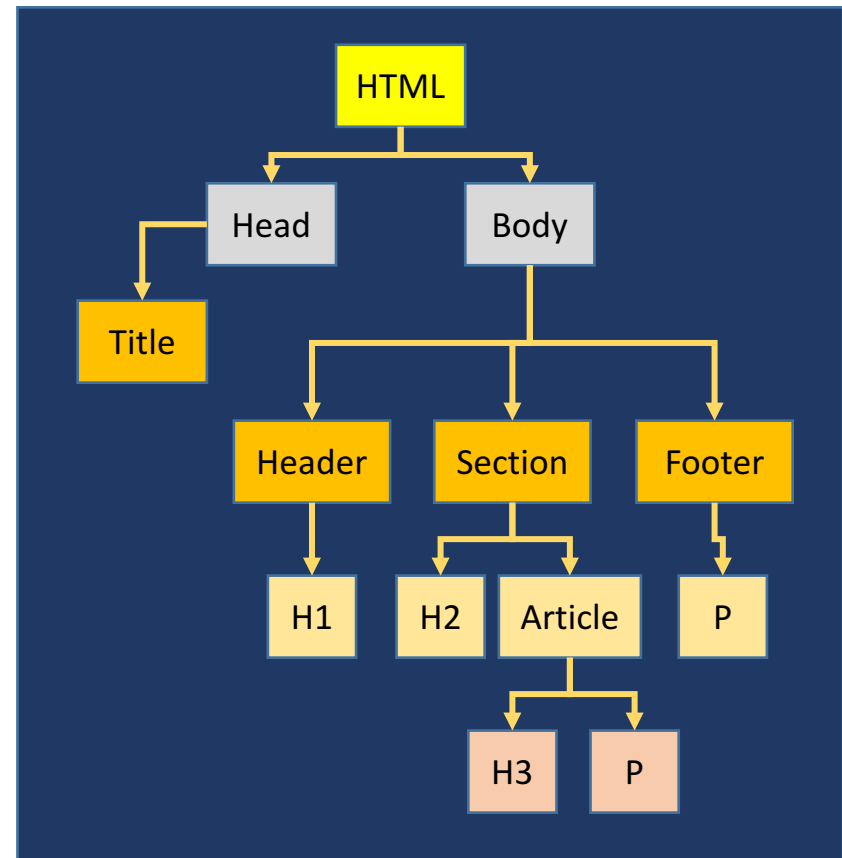 HTML
Head
Body
Title
Header
Section
Footer
H1
H2
Article
P
H3
P